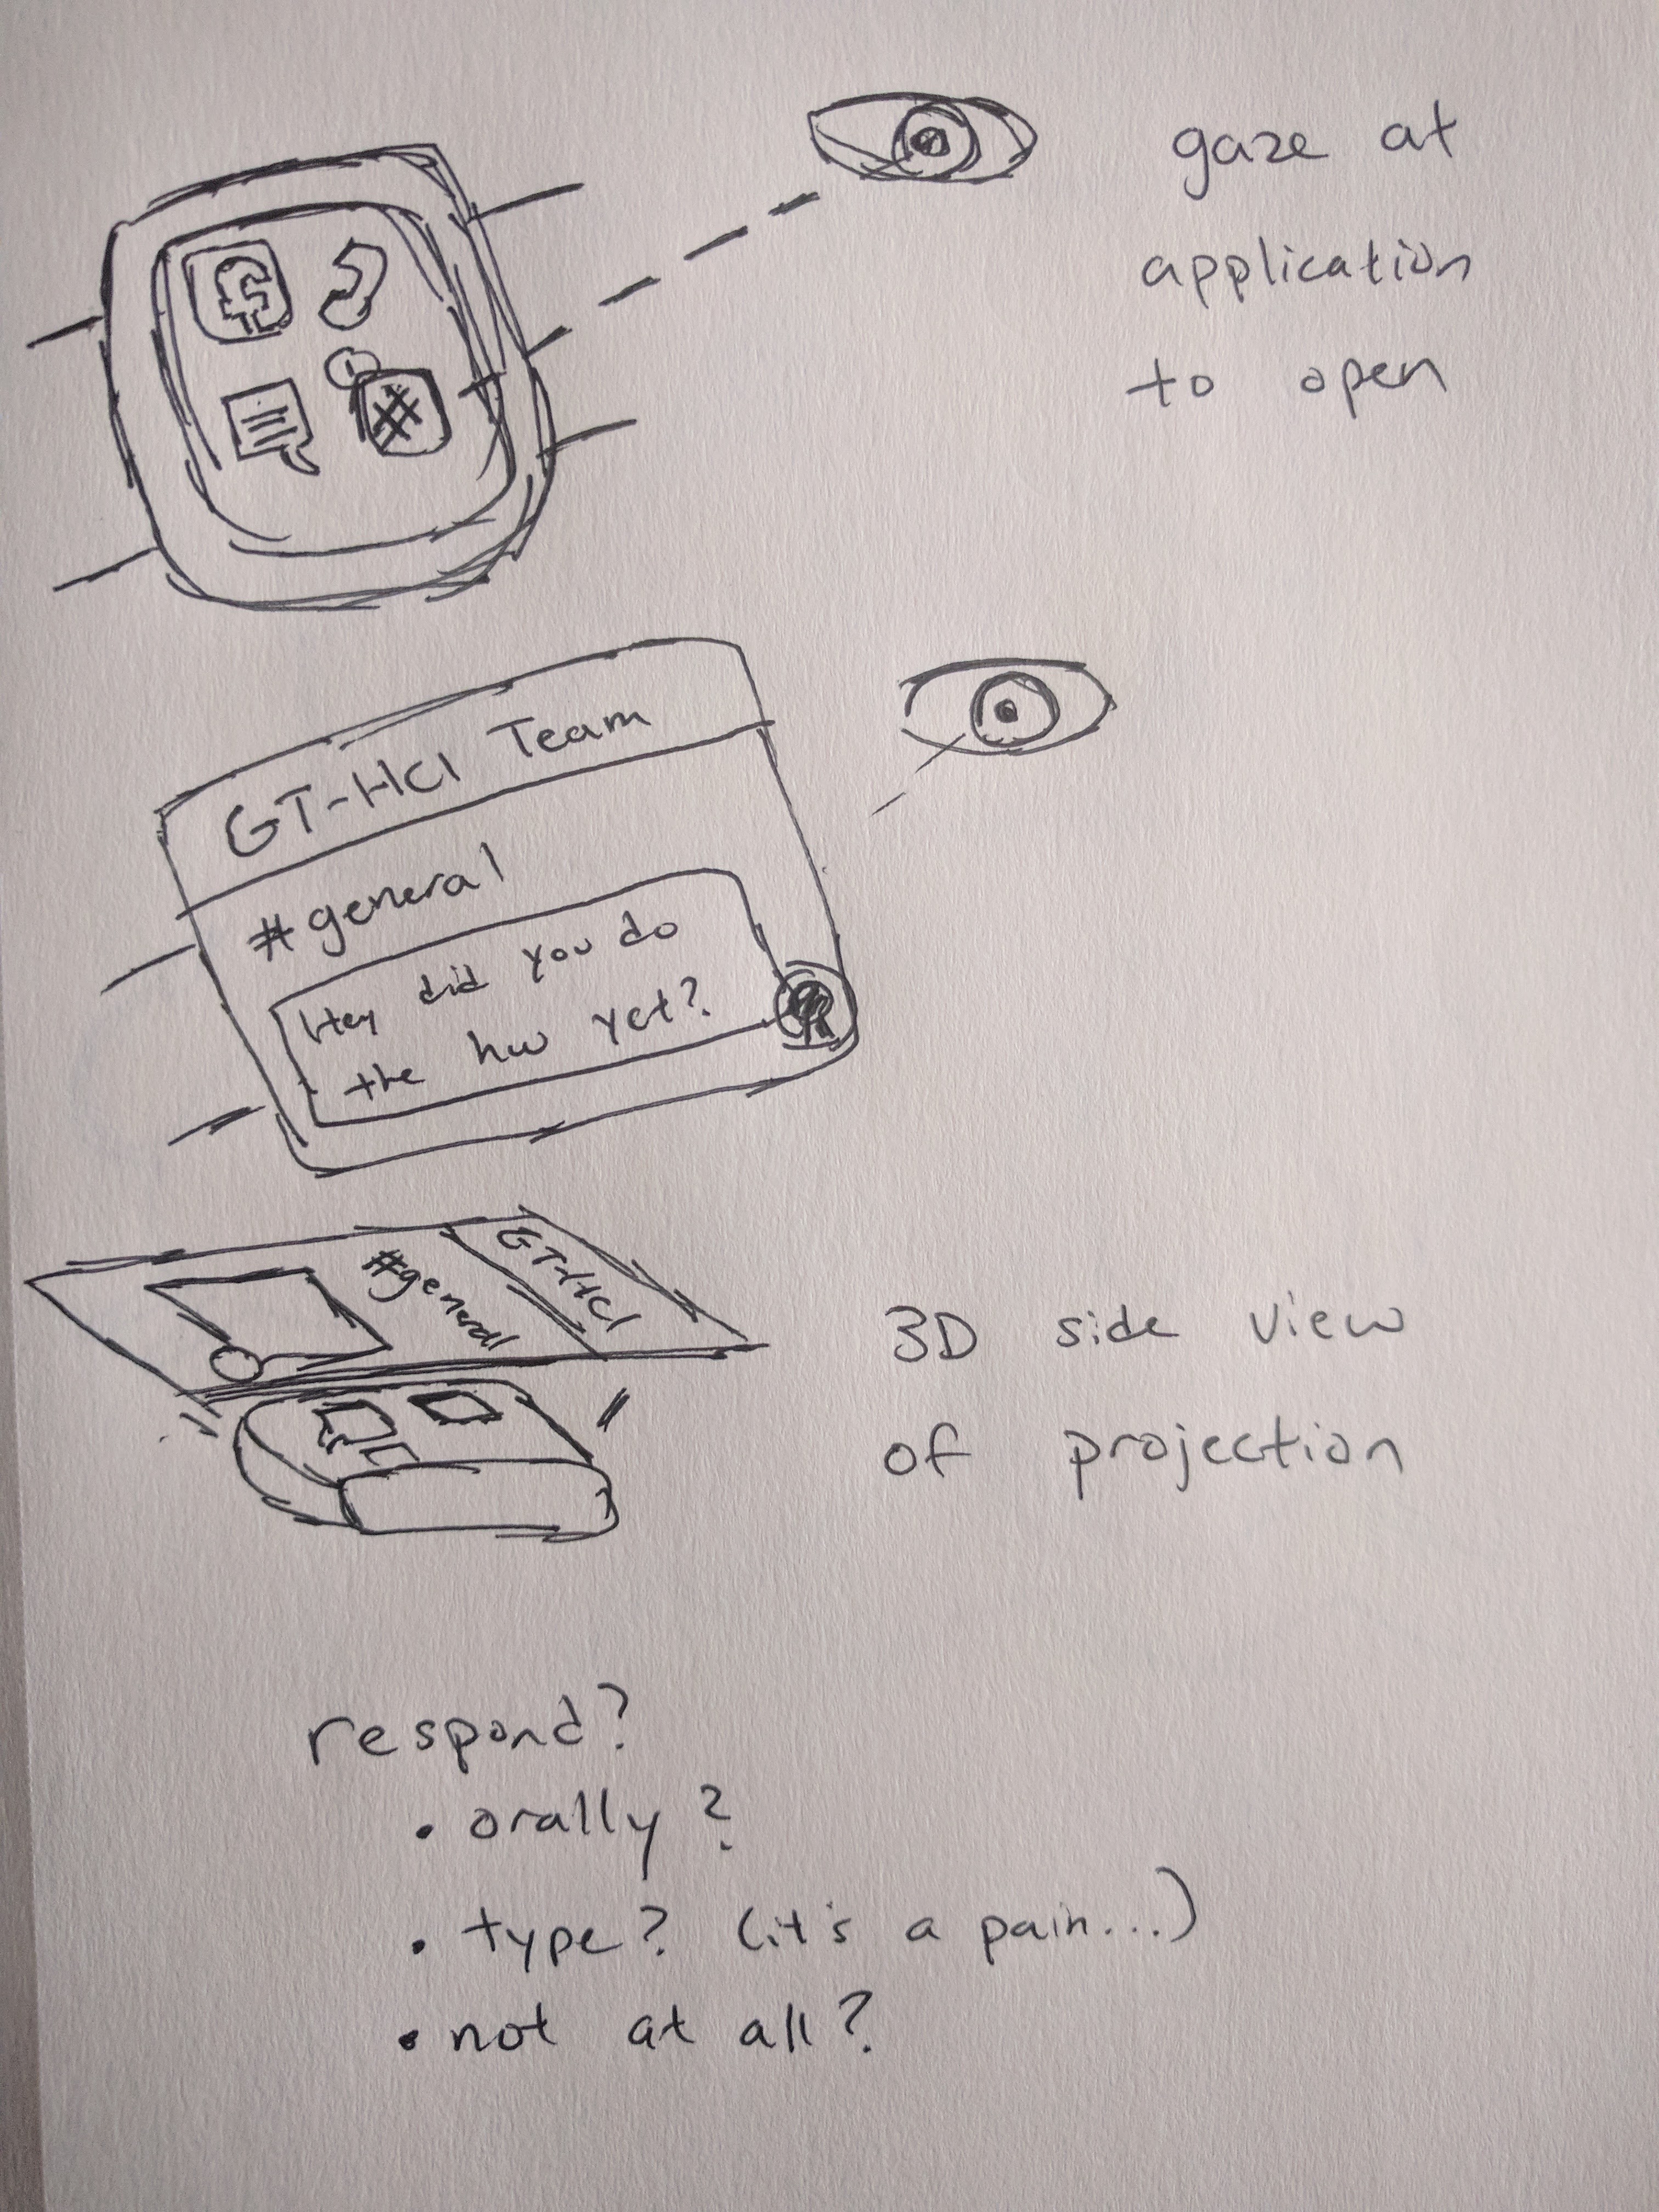 gaze at
application
to open
f
#
GT-HCI Team
#general
Hey did you do
the hw yet?
GT-HCI
#general
3D side view
of projection
respond?
• orally?
• type? (it's a pain...)
• not at all?